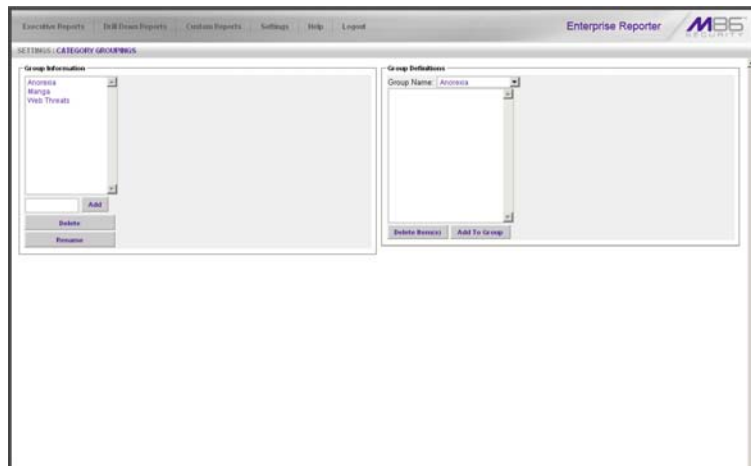 Executive Reports Drill Down Reports Custom Reports Settings Help Logout Enterprise Reporter M86 SECURITY
SETTINGS: CATEGORY GROUPINGS
Group Information
Anorexia
Manga
Web Threats
Add
Delete
Rename
Group Definitions
Group Name: Anorexia
Delete Item(s) Add To Group